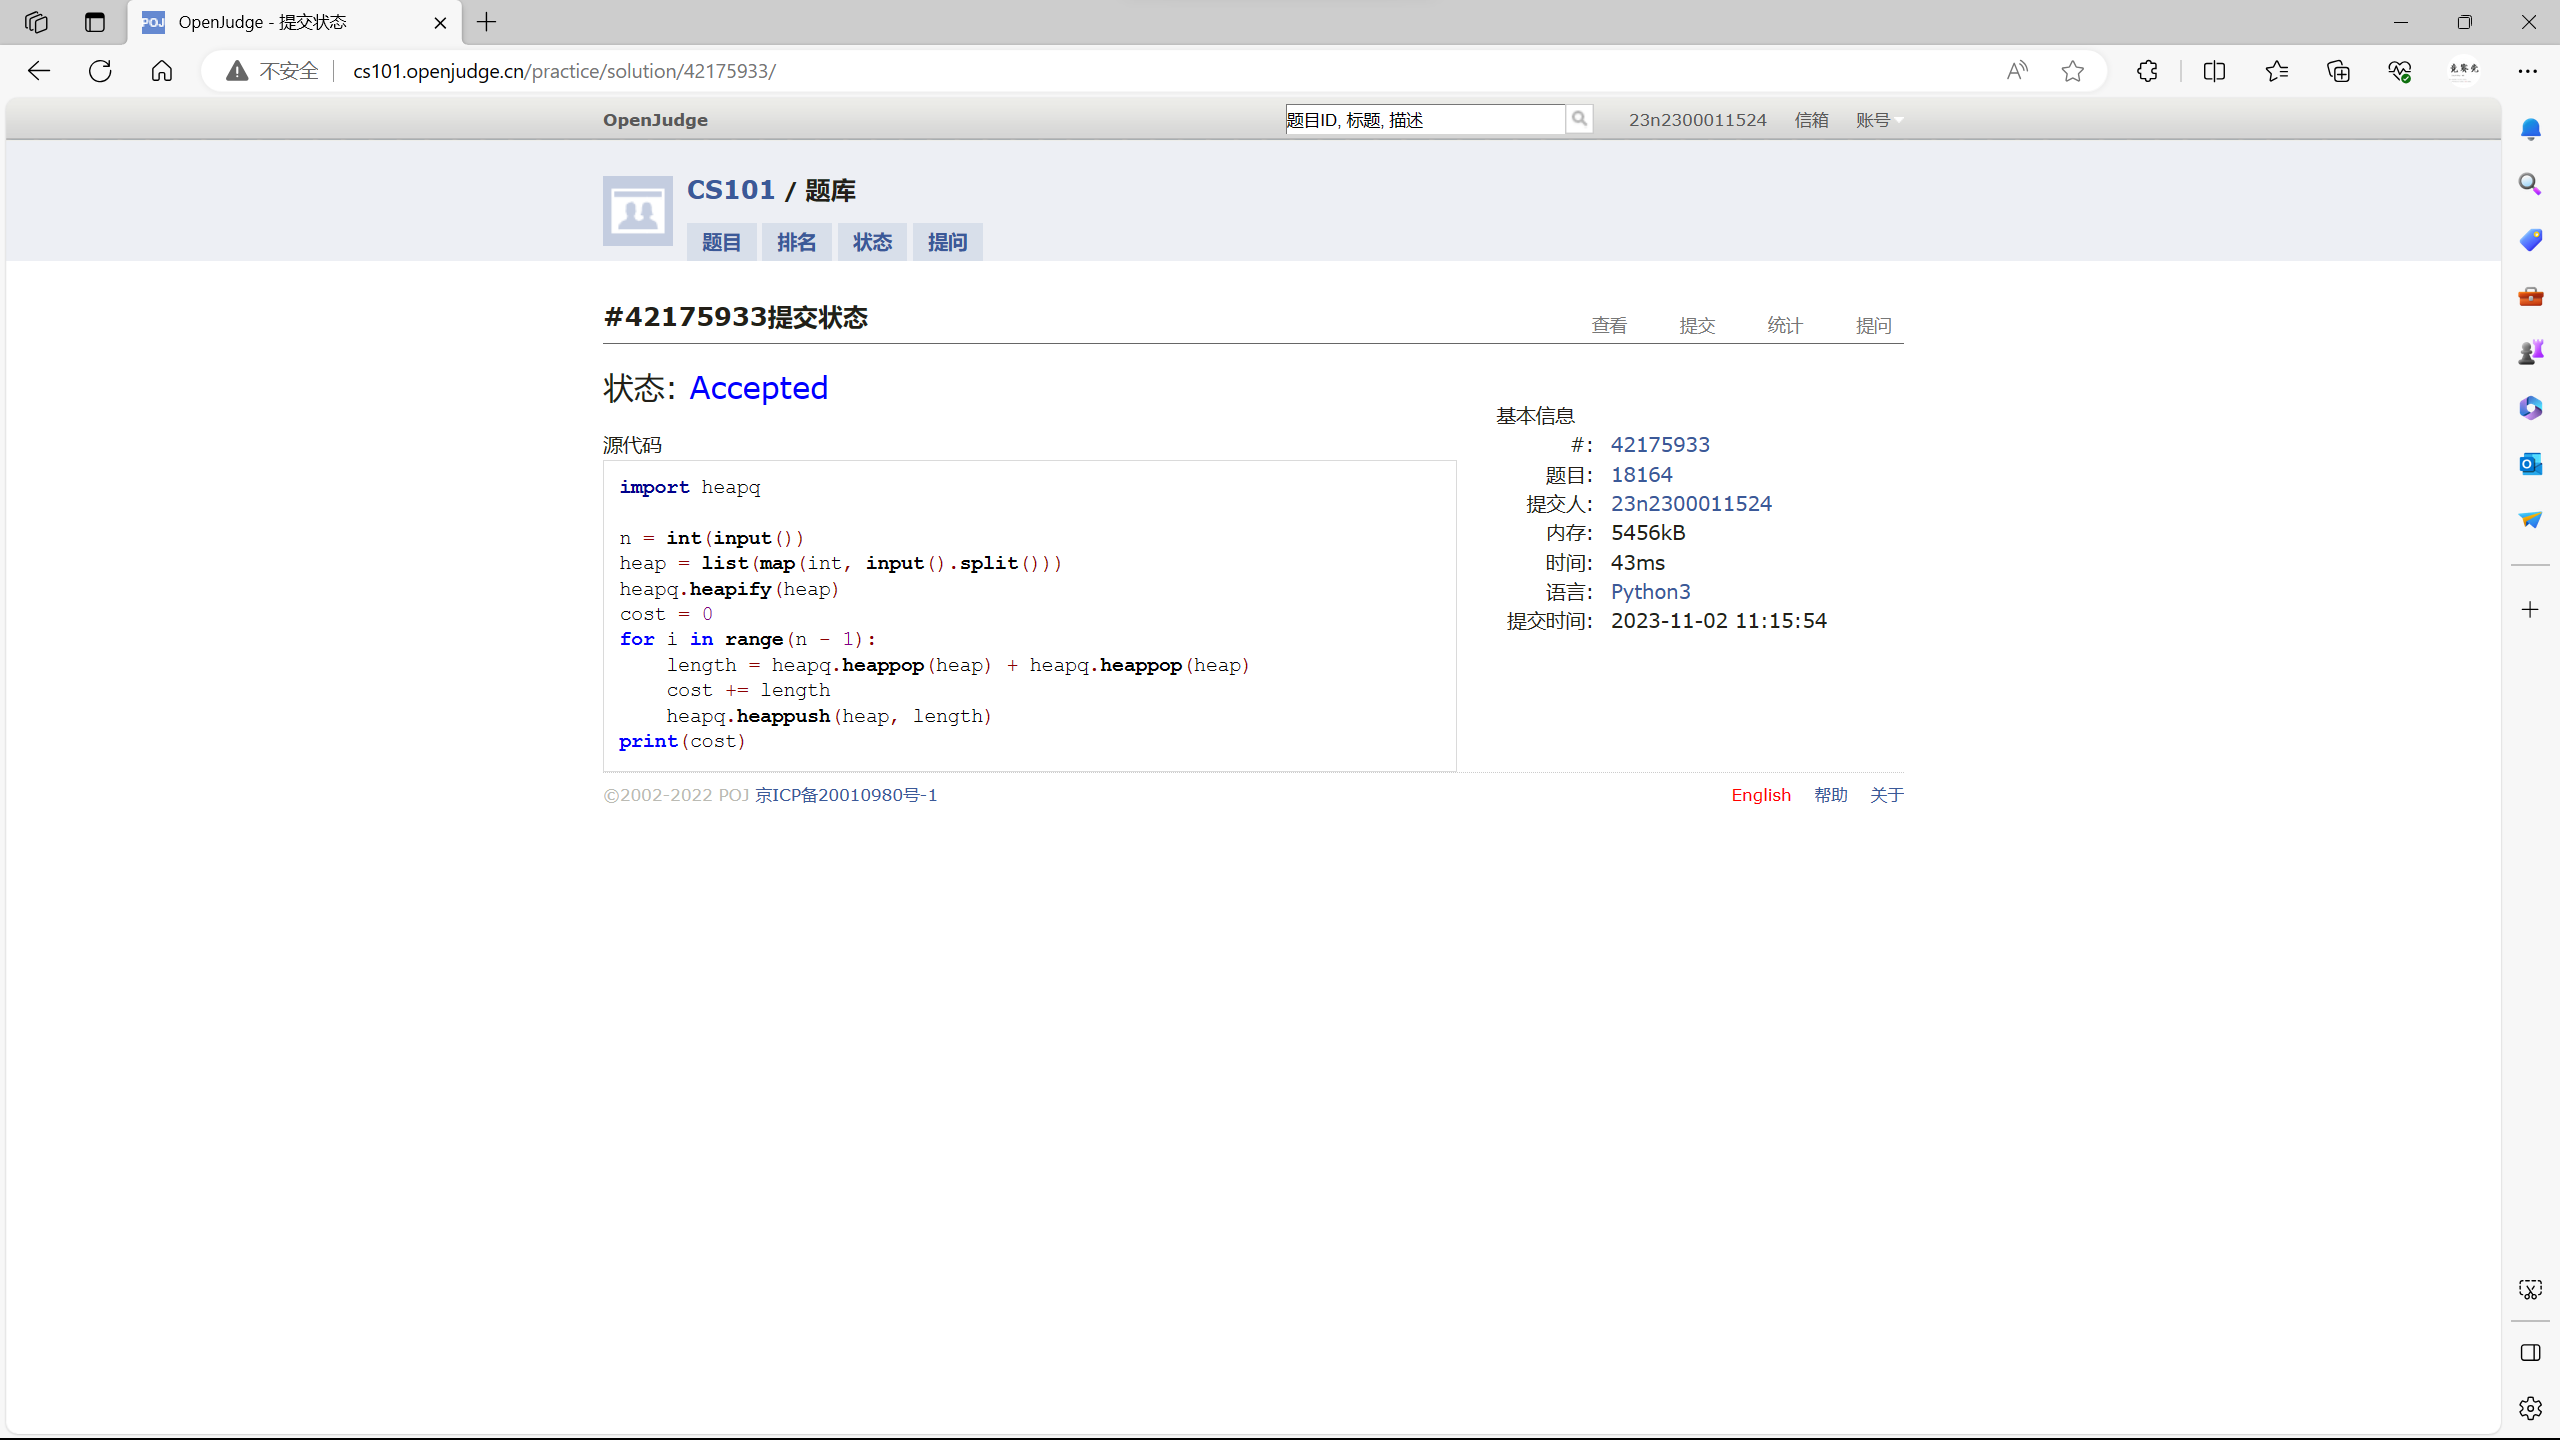 OpenJudge - 提交状态
不安全 cs101.openjudge.cn/practice/solution/42175933/
OpenJudge 题目ID, 标题, 描述 23n2300011524 信箱 账号
CS101 / 题库
题目 排名 状态 提问
#42175933提交状态 查看 提交 统计 提问
状态: Accepted
源代码
import heapq
n = int(input())
heap = list(map(int, input().split()))
heapq.heapify(heap)
cost = 0
for i in range(n - 1):
    length = heapq.heappop(heap) + heapq.heappop(heap)
    cost += length
    heapq.heappush(heap, length)
print(cost)
基本信息
#: 42175933
题目: 18164
提交人: 23n2300011524
内存: 5456kB
时间: 43ms
语言: Python3
提交时间: 2023-11-02 11:15:54
©2002-2022 POJ 京ICP备20010980号-1 English 帮助 关于